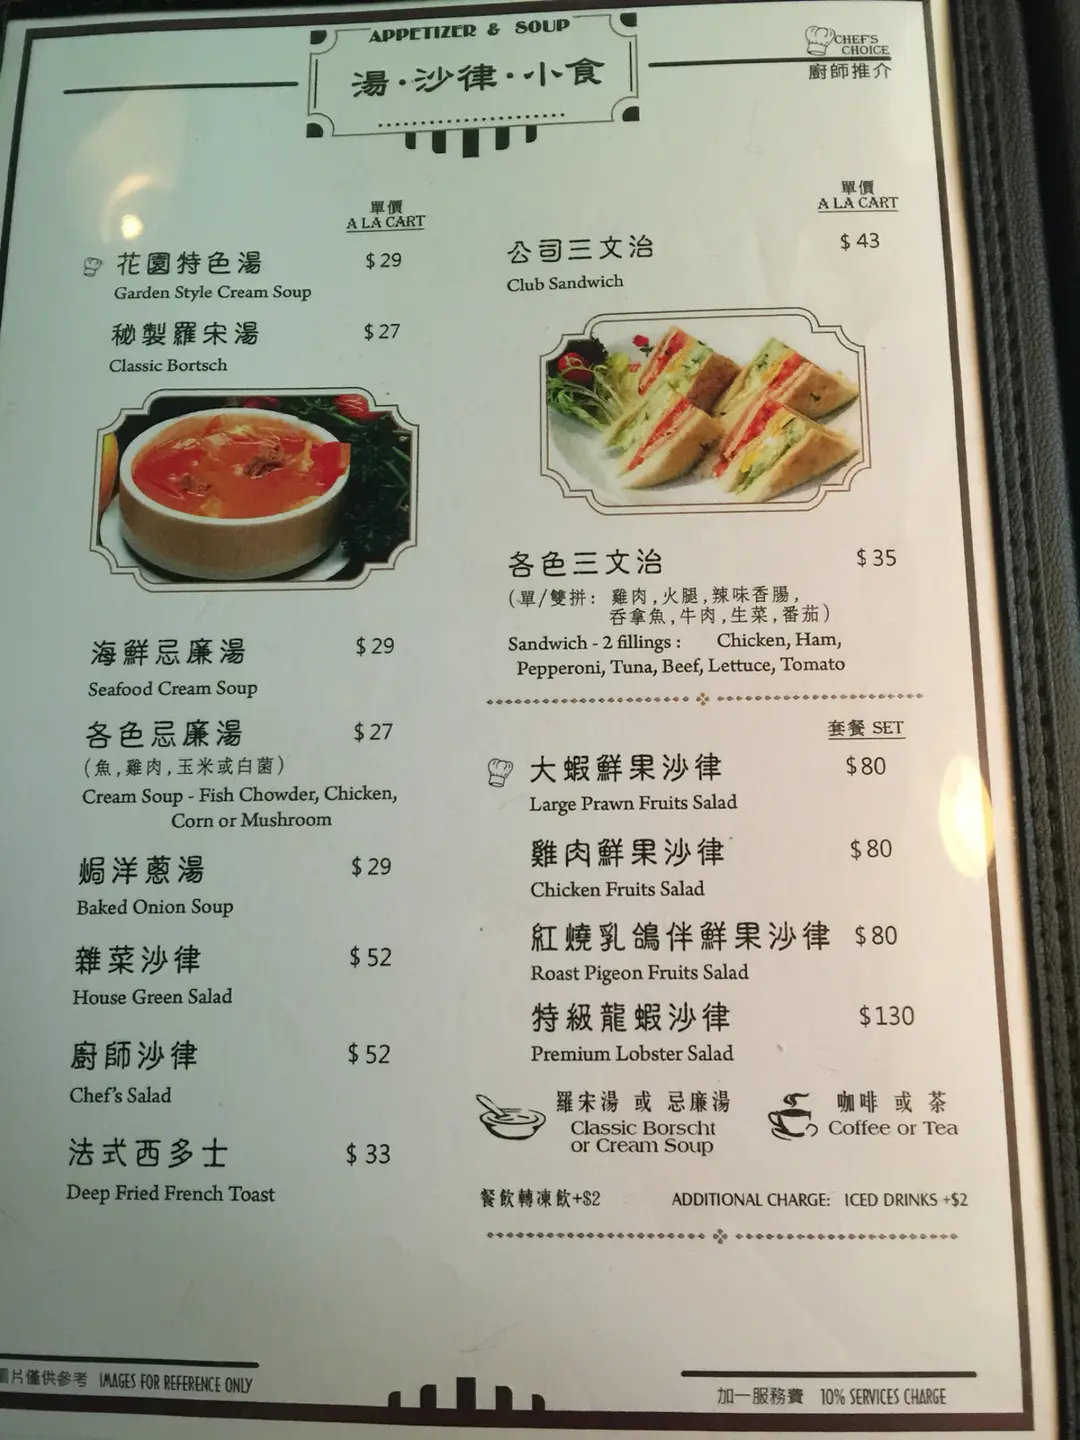 APPETIZER & SOUP
湯·沙律·小食
CHEF'S
CHOICE
廚師推介
單價
A LA CART
花園特色湯 $29
Garden Style Cream Soup
秘製羅宋湯 $27
Classic Bortsch
海鮮忌廉湯 $29
Seafood Cream Soup
各色忌廉湯 $27
(魚,雞肉,玉米或白菌)
Cream Soup - Fish Chowder, Chicken,
Corn or Mushroom
焗洋蔥湯 $29
Baked Onion Soup
雜菜沙律 $52
House Green Salad
廚師沙律 $52
Chef's Salad
法式西多士 $33
Deep Fried French Toast
單價
A LA CART
公司三文治 $43
Club Sandwich
各色三文治 $35
(單/雙拼: 雞肉,火腿,辣味香腸,
吞拿魚,牛肉,生菜,番茄)
Sandwich - 2 fillings : Chicken, Ham,
Pepperoni, Tuna, Beef, Lettuce, Tomato
套餐 SET
大蝦鮮果沙律 $80
Large Prawn Fruits Salad
雞肉鮮果沙律 $80
Chicken Fruits Salad
紅燒乳鴿伴鮮果沙律 $80
Roast Pigeon Fruits Salad
特級龍蝦沙律 $130
Premium Lobster Salad
羅宋湯 或 忌廉湯
Classic Borscht
or Cream Soup
咖啡 或 茶
Coffee or Tea
餐飲轉凍飲+$2 ADDITIONAL CHARGE: ICED DRINKS +$2
圖片僅供參考 IMAGES FOR REFERENCE ONLY
加一服務費 10% SERVICES CHARGE